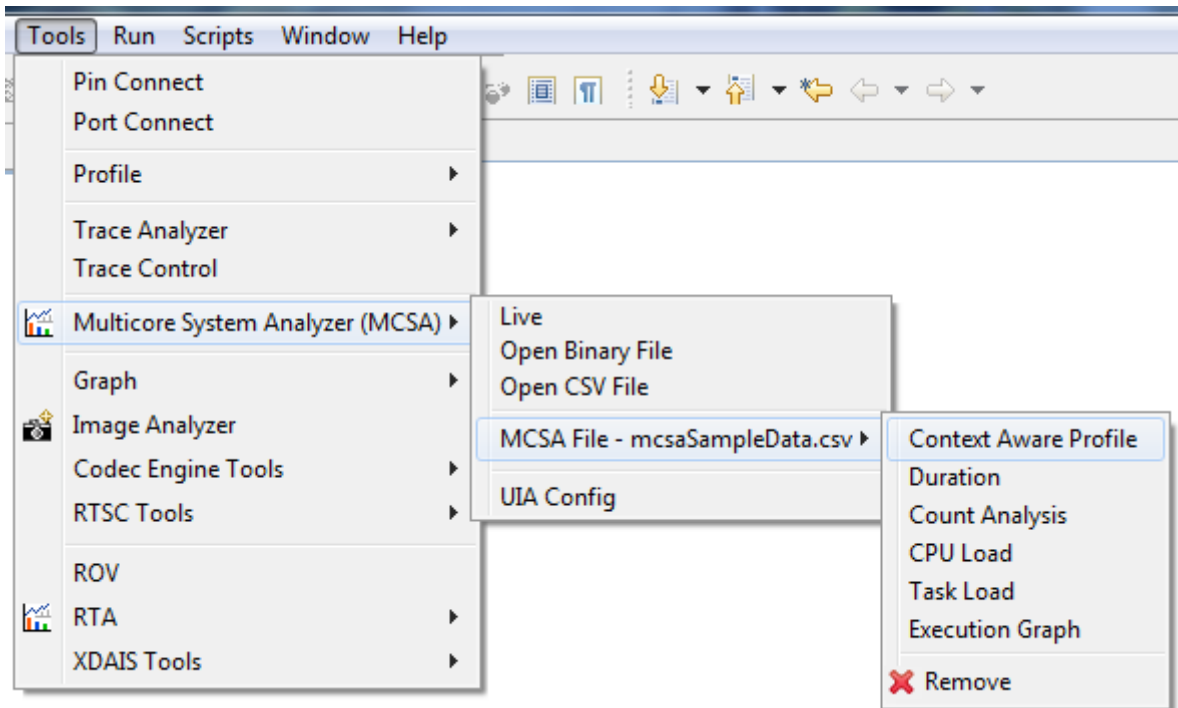 Tools Run Scripts Window Help
Pin Connect
Port Connect
Profile
Trace Analyzer
Trace Control
Multicore System Analyzer (MCSA)
Graph
Image Analyzer
Codec Engine Tools
RTSC Tools
ROV
RTA
XDAIS Tools
Live
Open Binary File
Open CSV File
MCSA File - mcsaSampleData.csv
UIA Config
Context Aware Profile
Duration
Count Analysis
CPU Load
Task Load
Execution Graph
Remove